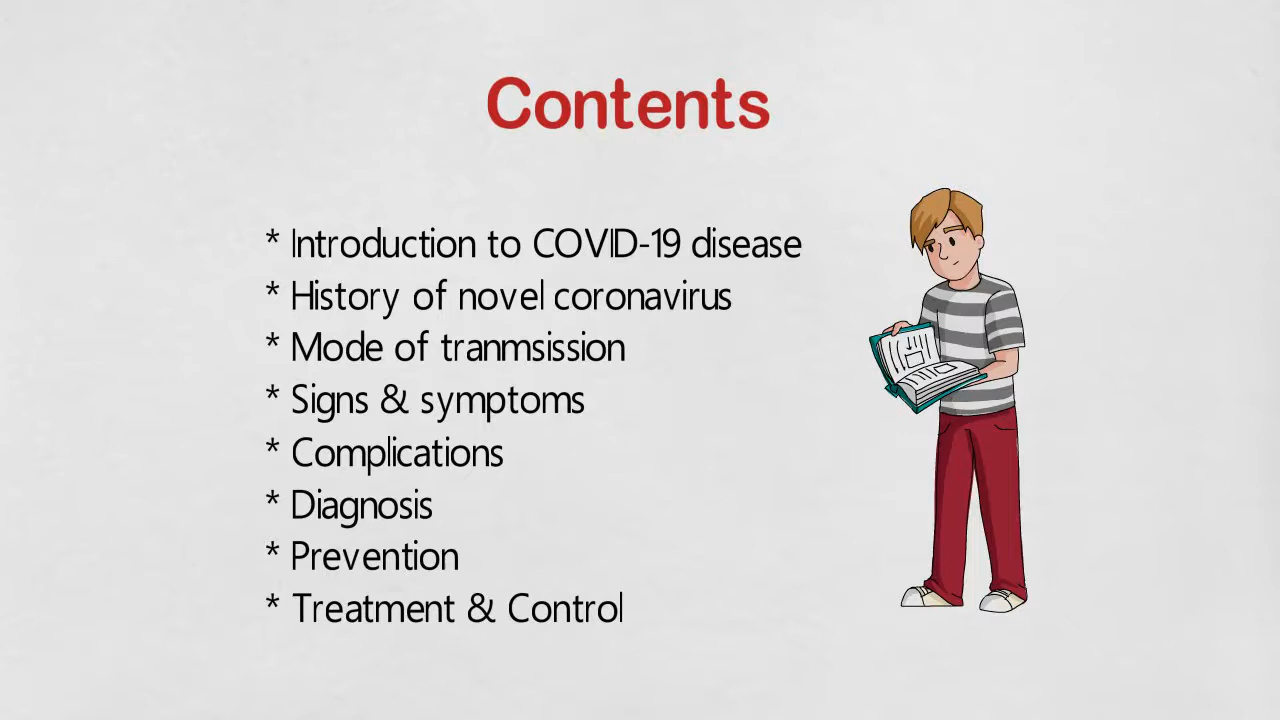 Contents
* Introduction to COVID-19 disease
* History of novel coronavirus
* Mode of tranmsission
* Signs & symptoms
* Complications
* Diagnosis
* Prevention
* Treatment & Control